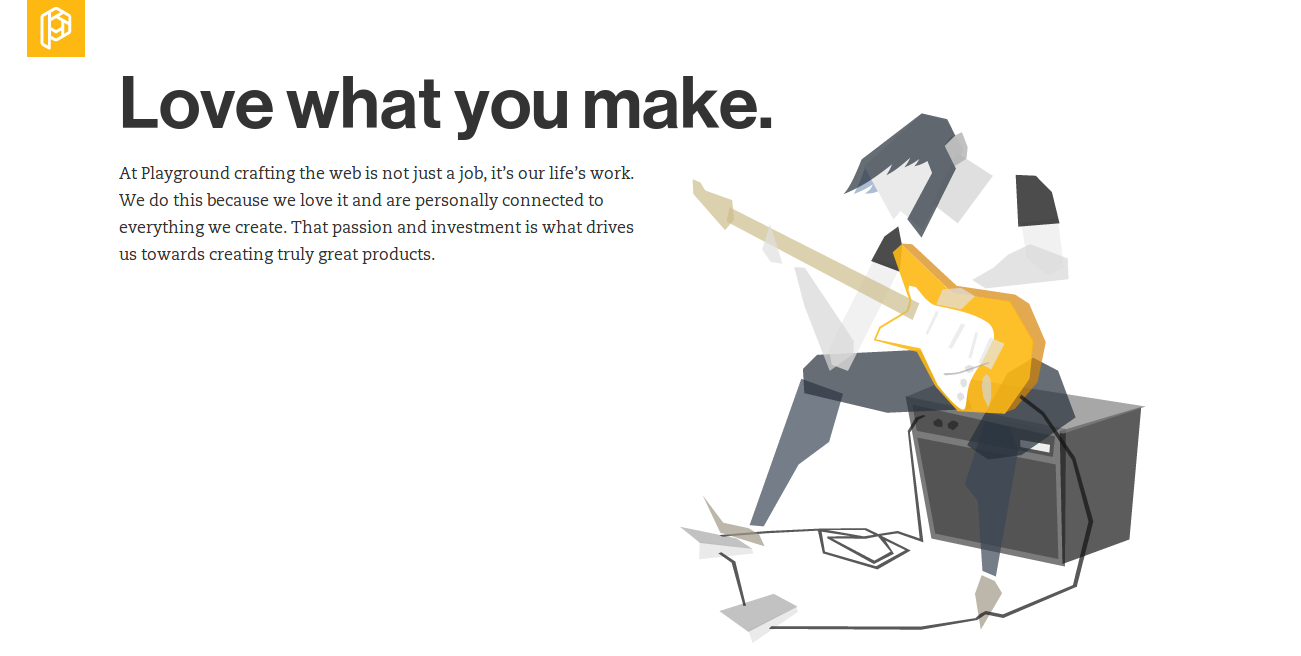 Love what you make.
At Playground crafting the web is not just a job, it’s our life’s work.
We do this because we love it and are personally connected to
everything we create. That passion and investment is what drives
us towards creating truly great products.